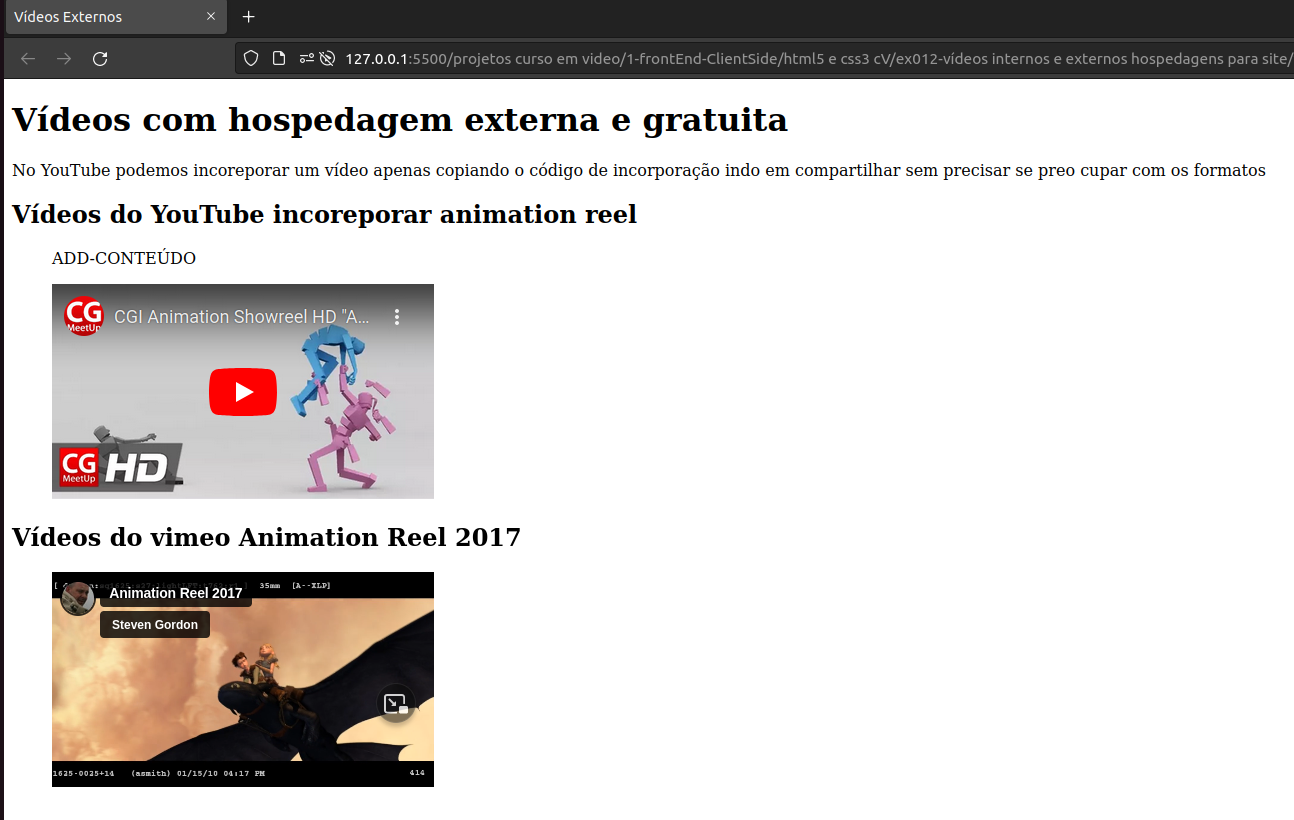 Vídeos Externos
127.0.0.1:5500/projetos curso em video/1-frontEnd-ClientSide/html5 e css3 cV/ex012-vídeos internos e externos hospedagens para site/
Vídeos com hospedagem externa e gratuita
No YouTube podemos incoreporar um vídeo apenas copiando o código de incorporação indo em compartilhar sem precisar se preo cupar com os formatos
Vídeos do YouTube incoreporar animation reel
ADD-CONTEÚDO
CG MeetUp
CGI Animation Showreel HD "A...
CG MeetUp HD
Vídeos do vimeo Animation Reel 2017
35mm [A--XLP]
Animation Reel 2017
Steven Gordon
1625-0025+14 (asmith) 01/15/10 04:17 PM 414